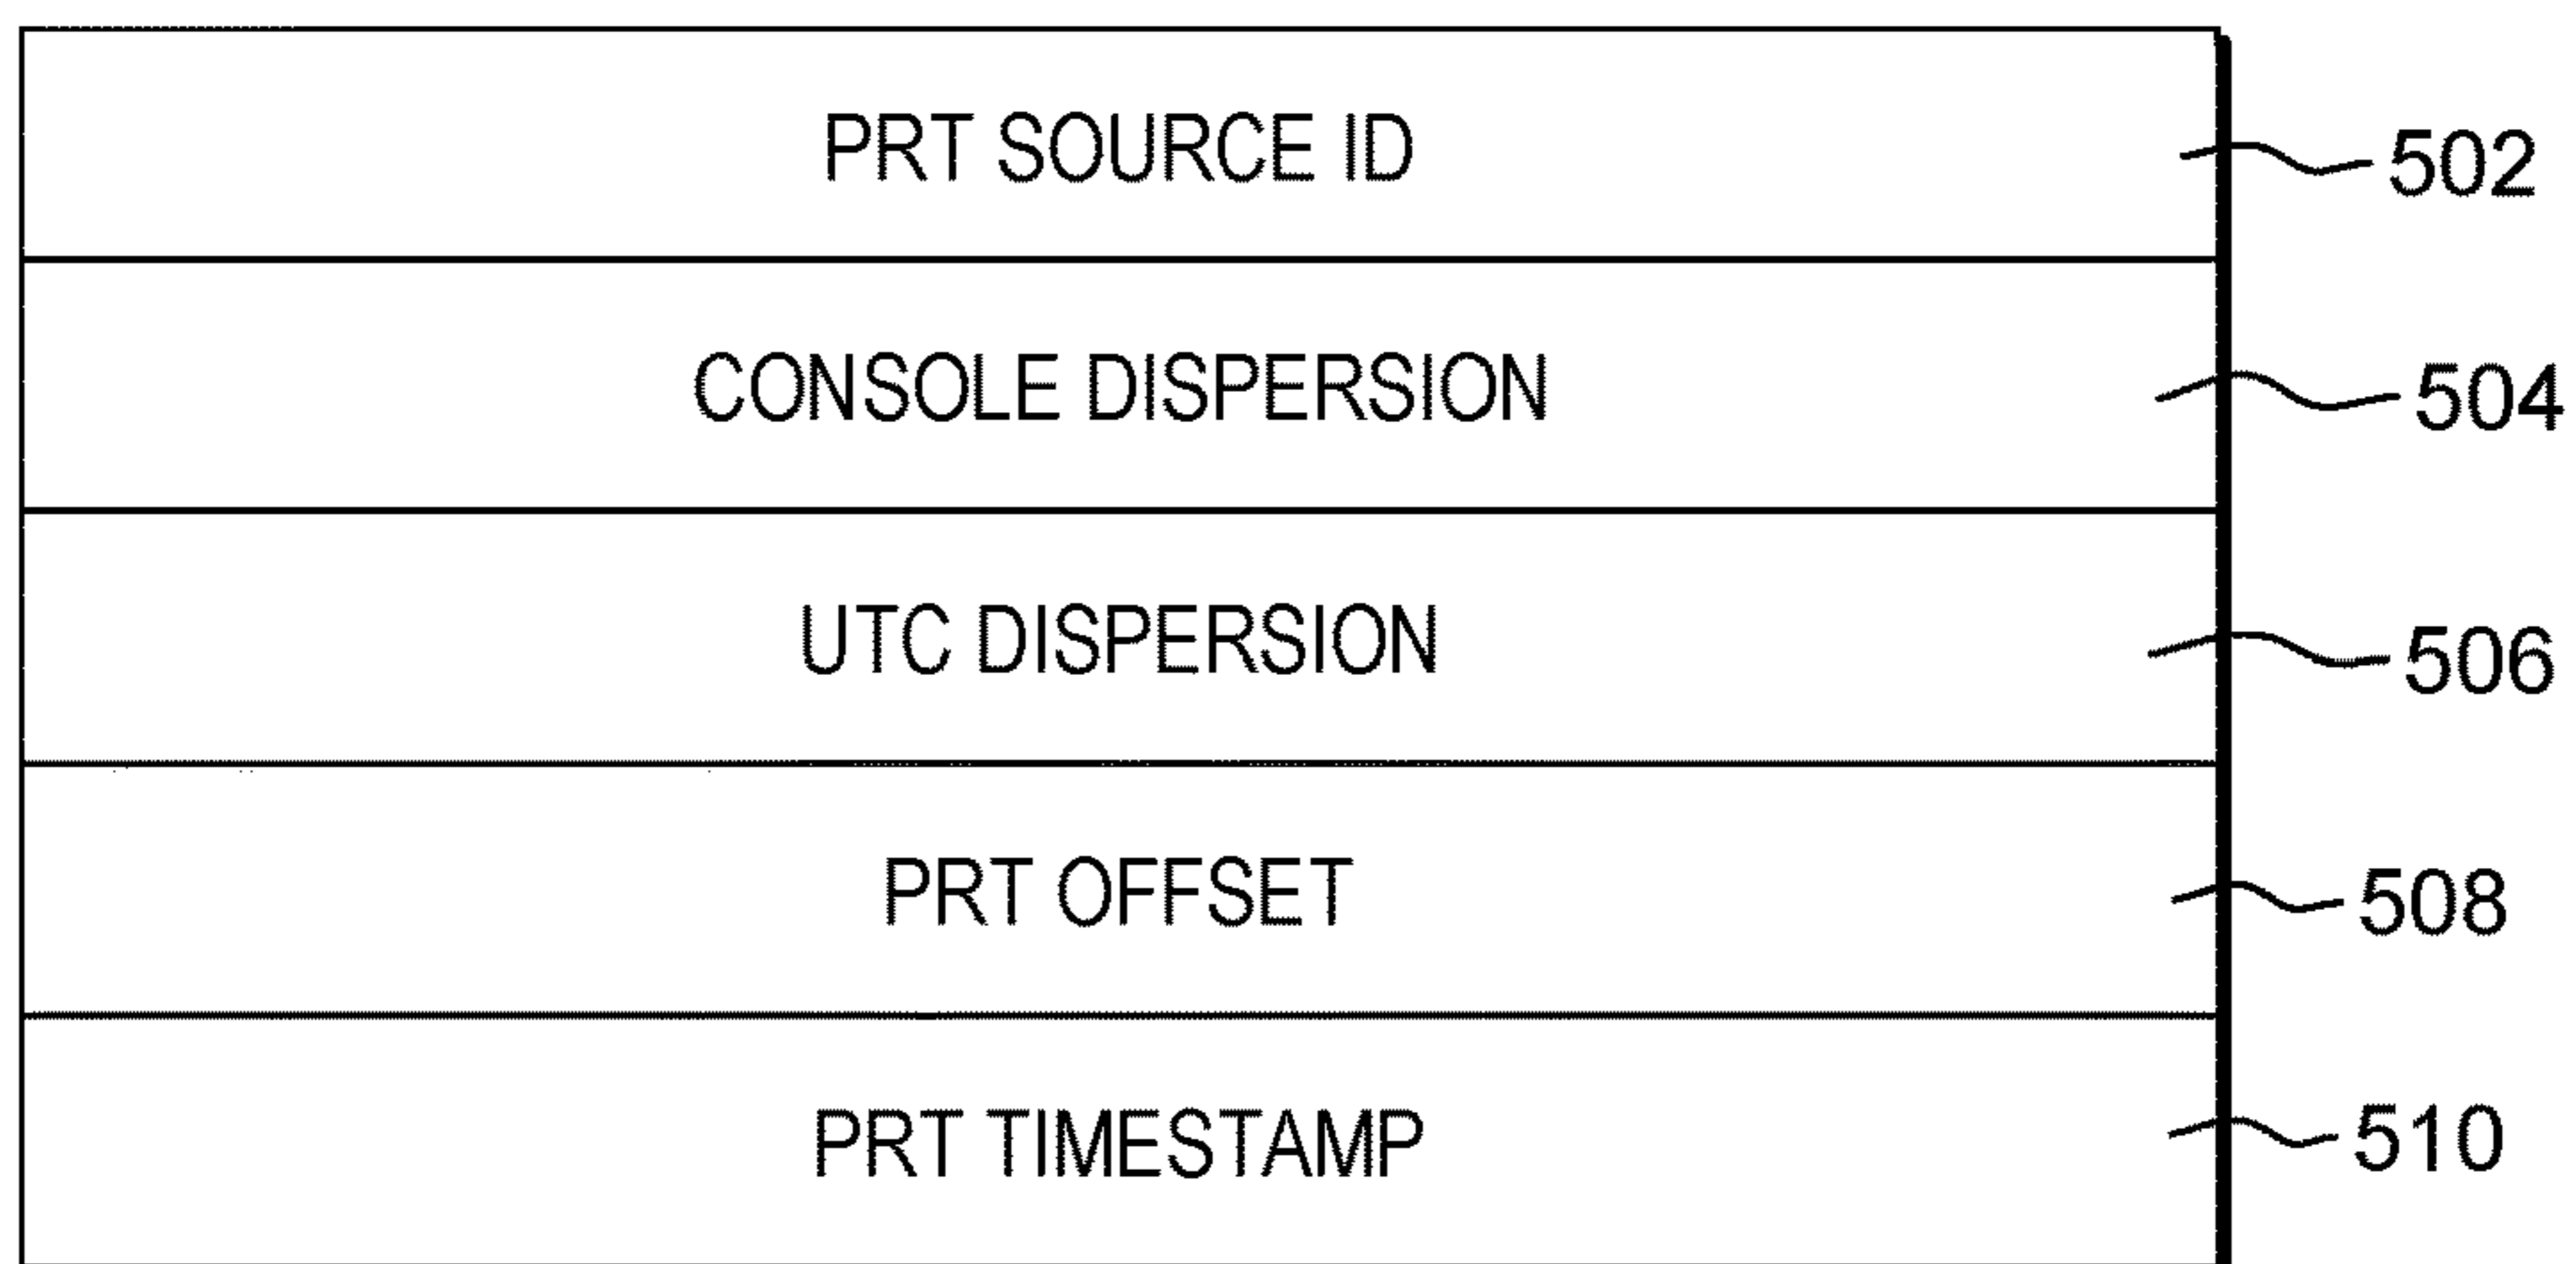 PRT SOURCE ID 502
CONSOLE DISPERSION 504
UTC DISPERSION 506
PRT OFFSET 508
PRT TIMESTAMP 510